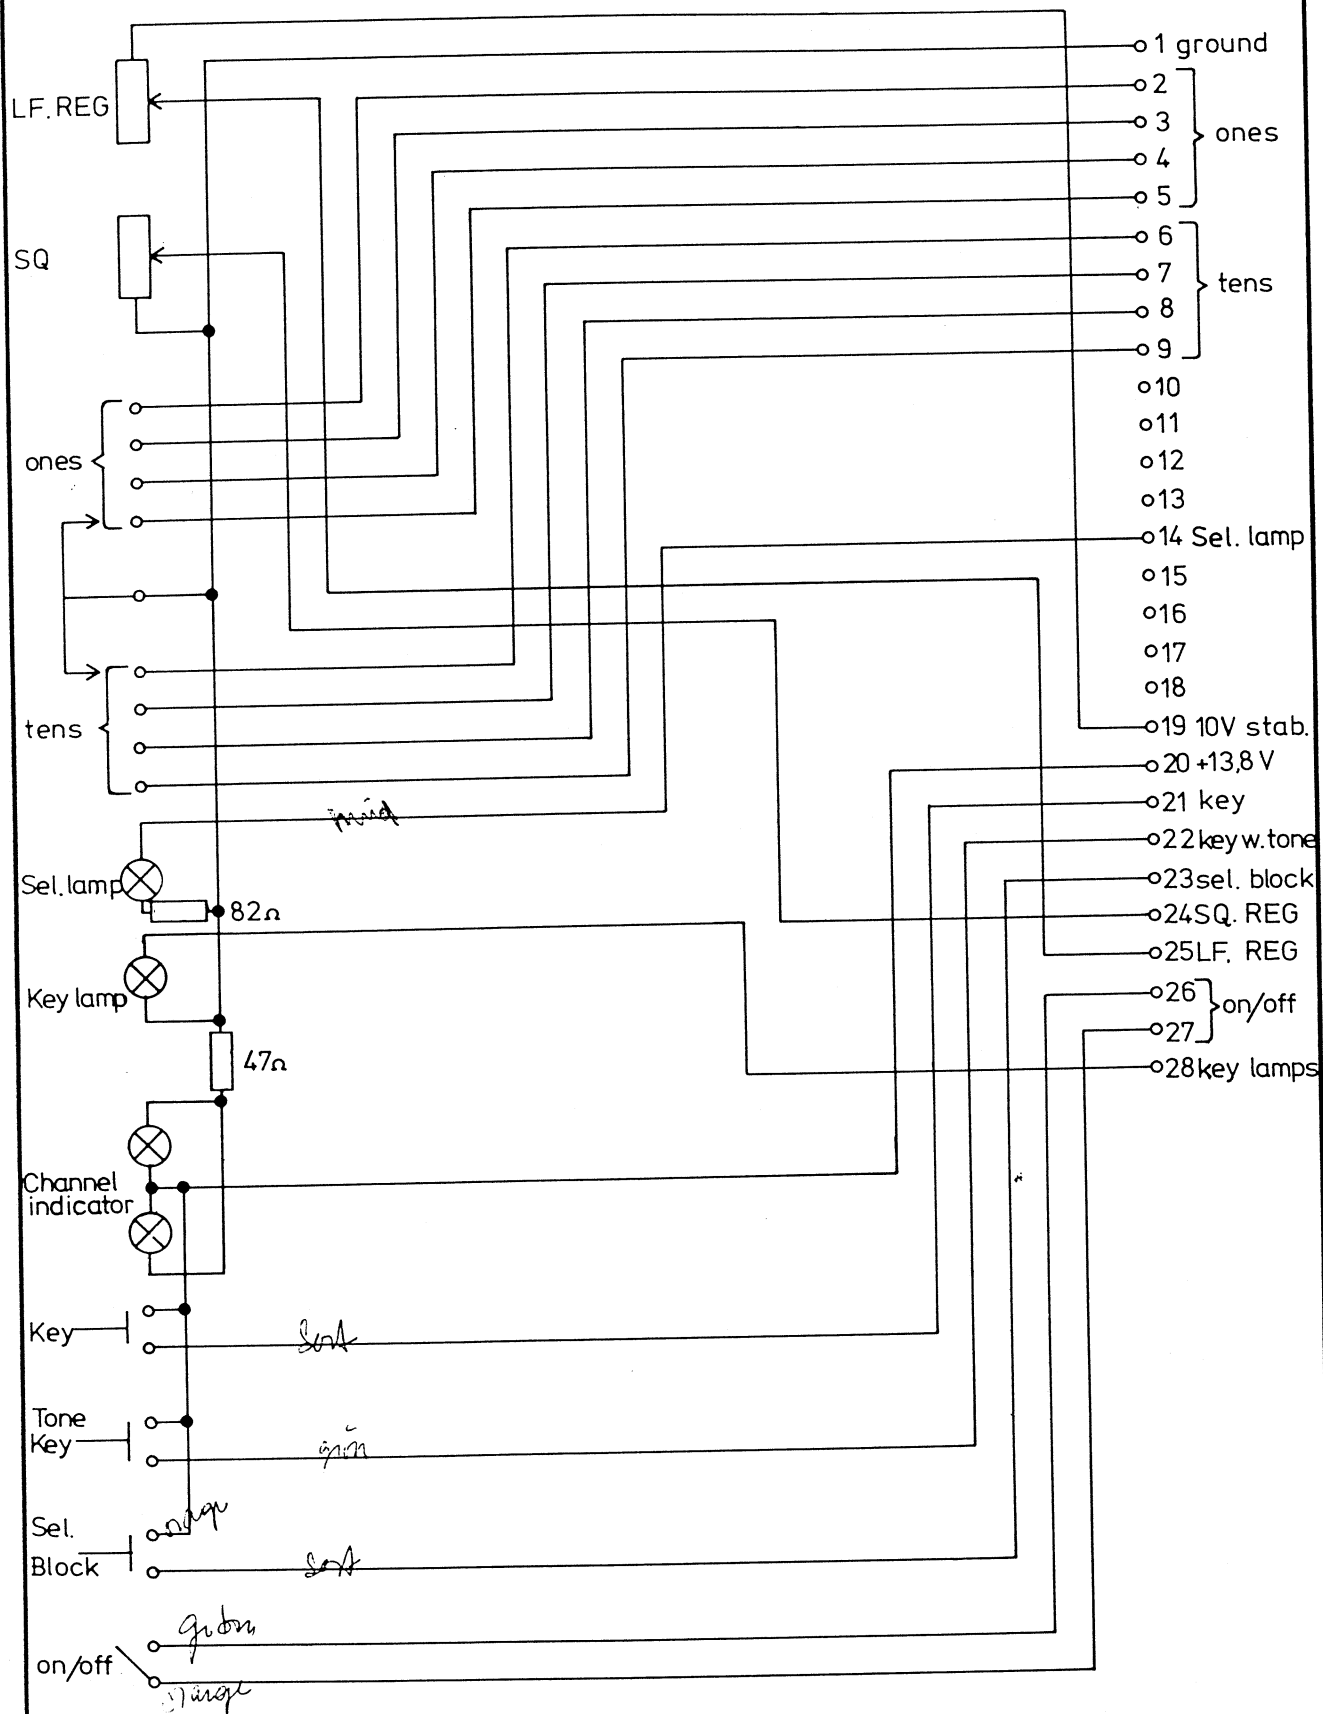 1 ground
2
LF. REG
3
ones
4
5
6
SQ
7
tens
8
9
10
11
ones
12
13
14 Sel. lamp
15
16
17
18
tens
19 10V stab.
20 +13,8 V
21 key
22 key w. tone
Sel. lamp
23 sel. block
82Ω
24 SQ. REG
25 LF. REG
Key lamp
26
on/off
27
47Ω
28 key lamps
Channel
indicator
Key
Sort
Tone
Key
Sel.
Block
Sort
on/off